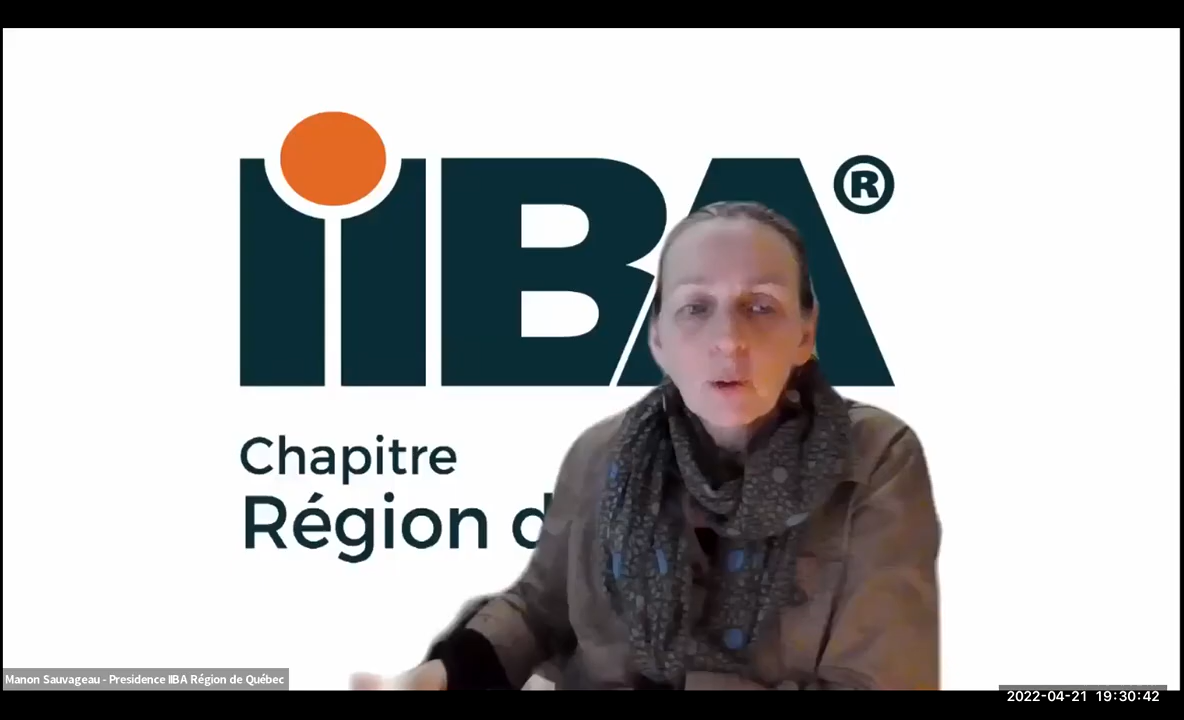 IIBA®
Chapitre
Région d
Manon Sauvageau - Presidence IIBA Région de Québec
2022-04-21 19:30:42